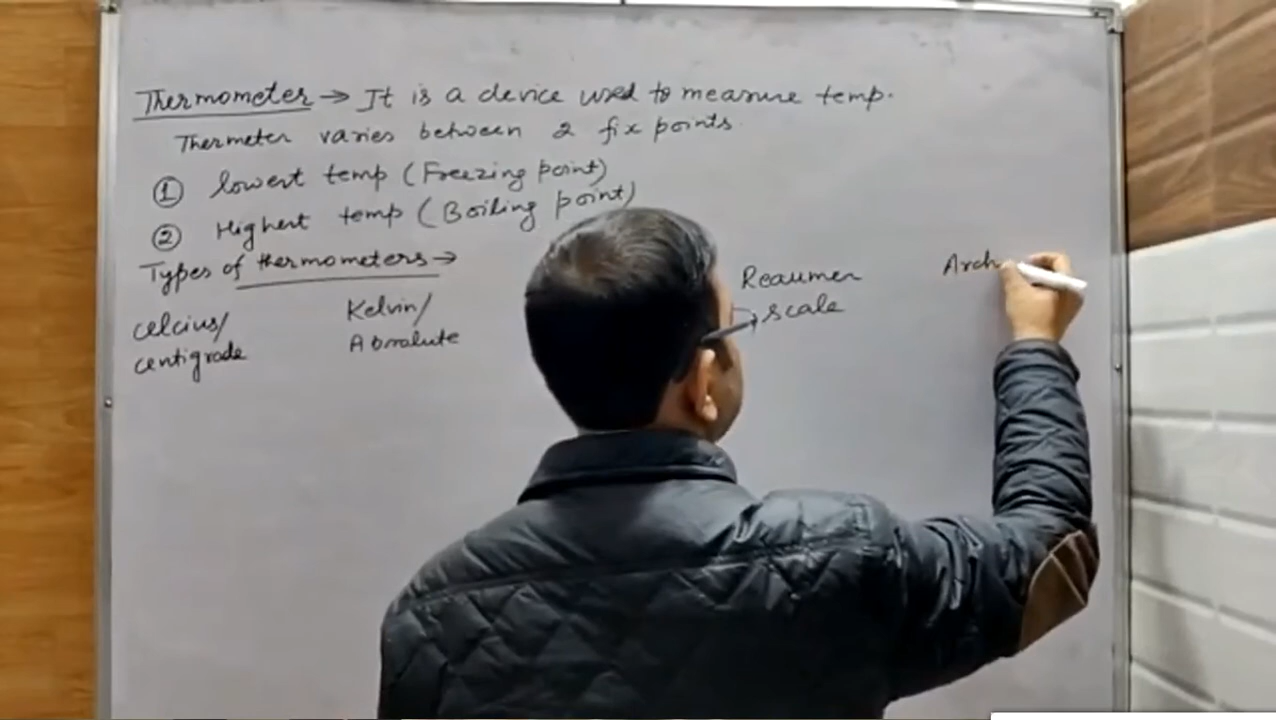 Thermometer → It is a device used to measure temp.
Thermeter varies between 2 fix points.
① lowest temp (Freezing point)
② Highest temp (Boiling point)
Types of thermometers →
celcius/
centigrade
Kelvin/
Absolute
Reaumer
scale
Arch